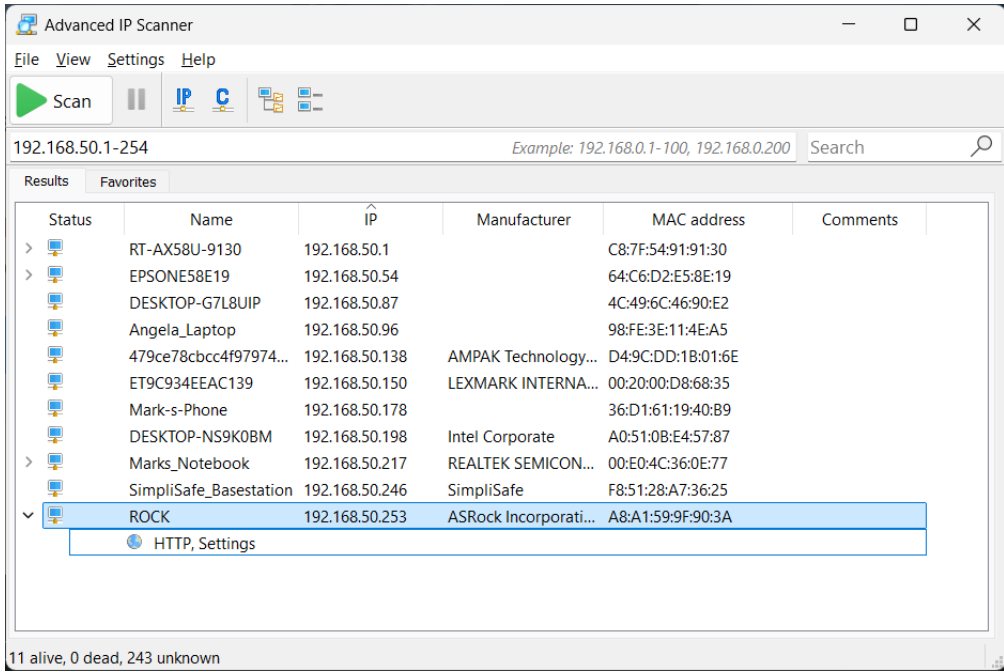 Advanced IP Scanner
File View Settings Help
Scan IP C
192.168.50.1-254 Example: 192.168.0.1-100, 192.168.0.200 Search
Results Favorites
Status Name IP Manufacturer MAC address Comments
RT-AX58U-9130 192.168.50.1 C8:7F:54:91:91:30
EPSONE58E19 192.168.50.54 64:C6:D2:E5:8E:19
DESKTOP-G7L8UIP 192.168.50.87 4C:49:6C:46:90:E2
Angela_Laptop 192.168.50.96 98:FE:3E:11:4E:A5
479ce78cbcc4f97974... 192.168.50.138 AMPAK Technology... D4:9C:DD:1B:01:6E
ET9C934EEAC139 192.168.50.150 LEXMARK INTERNA... 00:20:00:D8:68:35
Mark-s-Phone 192.168.50.178 36:D1:61:19:40:B9
DESKTOP-NS9K0BM 192.168.50.198 Intel Corporate A0:51:0B:E4:57:87
Marks_Notebook 192.168.50.217 REALTEK SEMICON... 00:E0:4C:36:0E:77
SimpliSafe_Basestation 192.168.50.246 SimpliSafe F8:51:28:A7:36:25
ROCK 192.168.50.253 ASRock Incorporati... A8:A1:59:9F:90:3A
HTTP, Settings
11 alive, 0 dead, 243 unknown